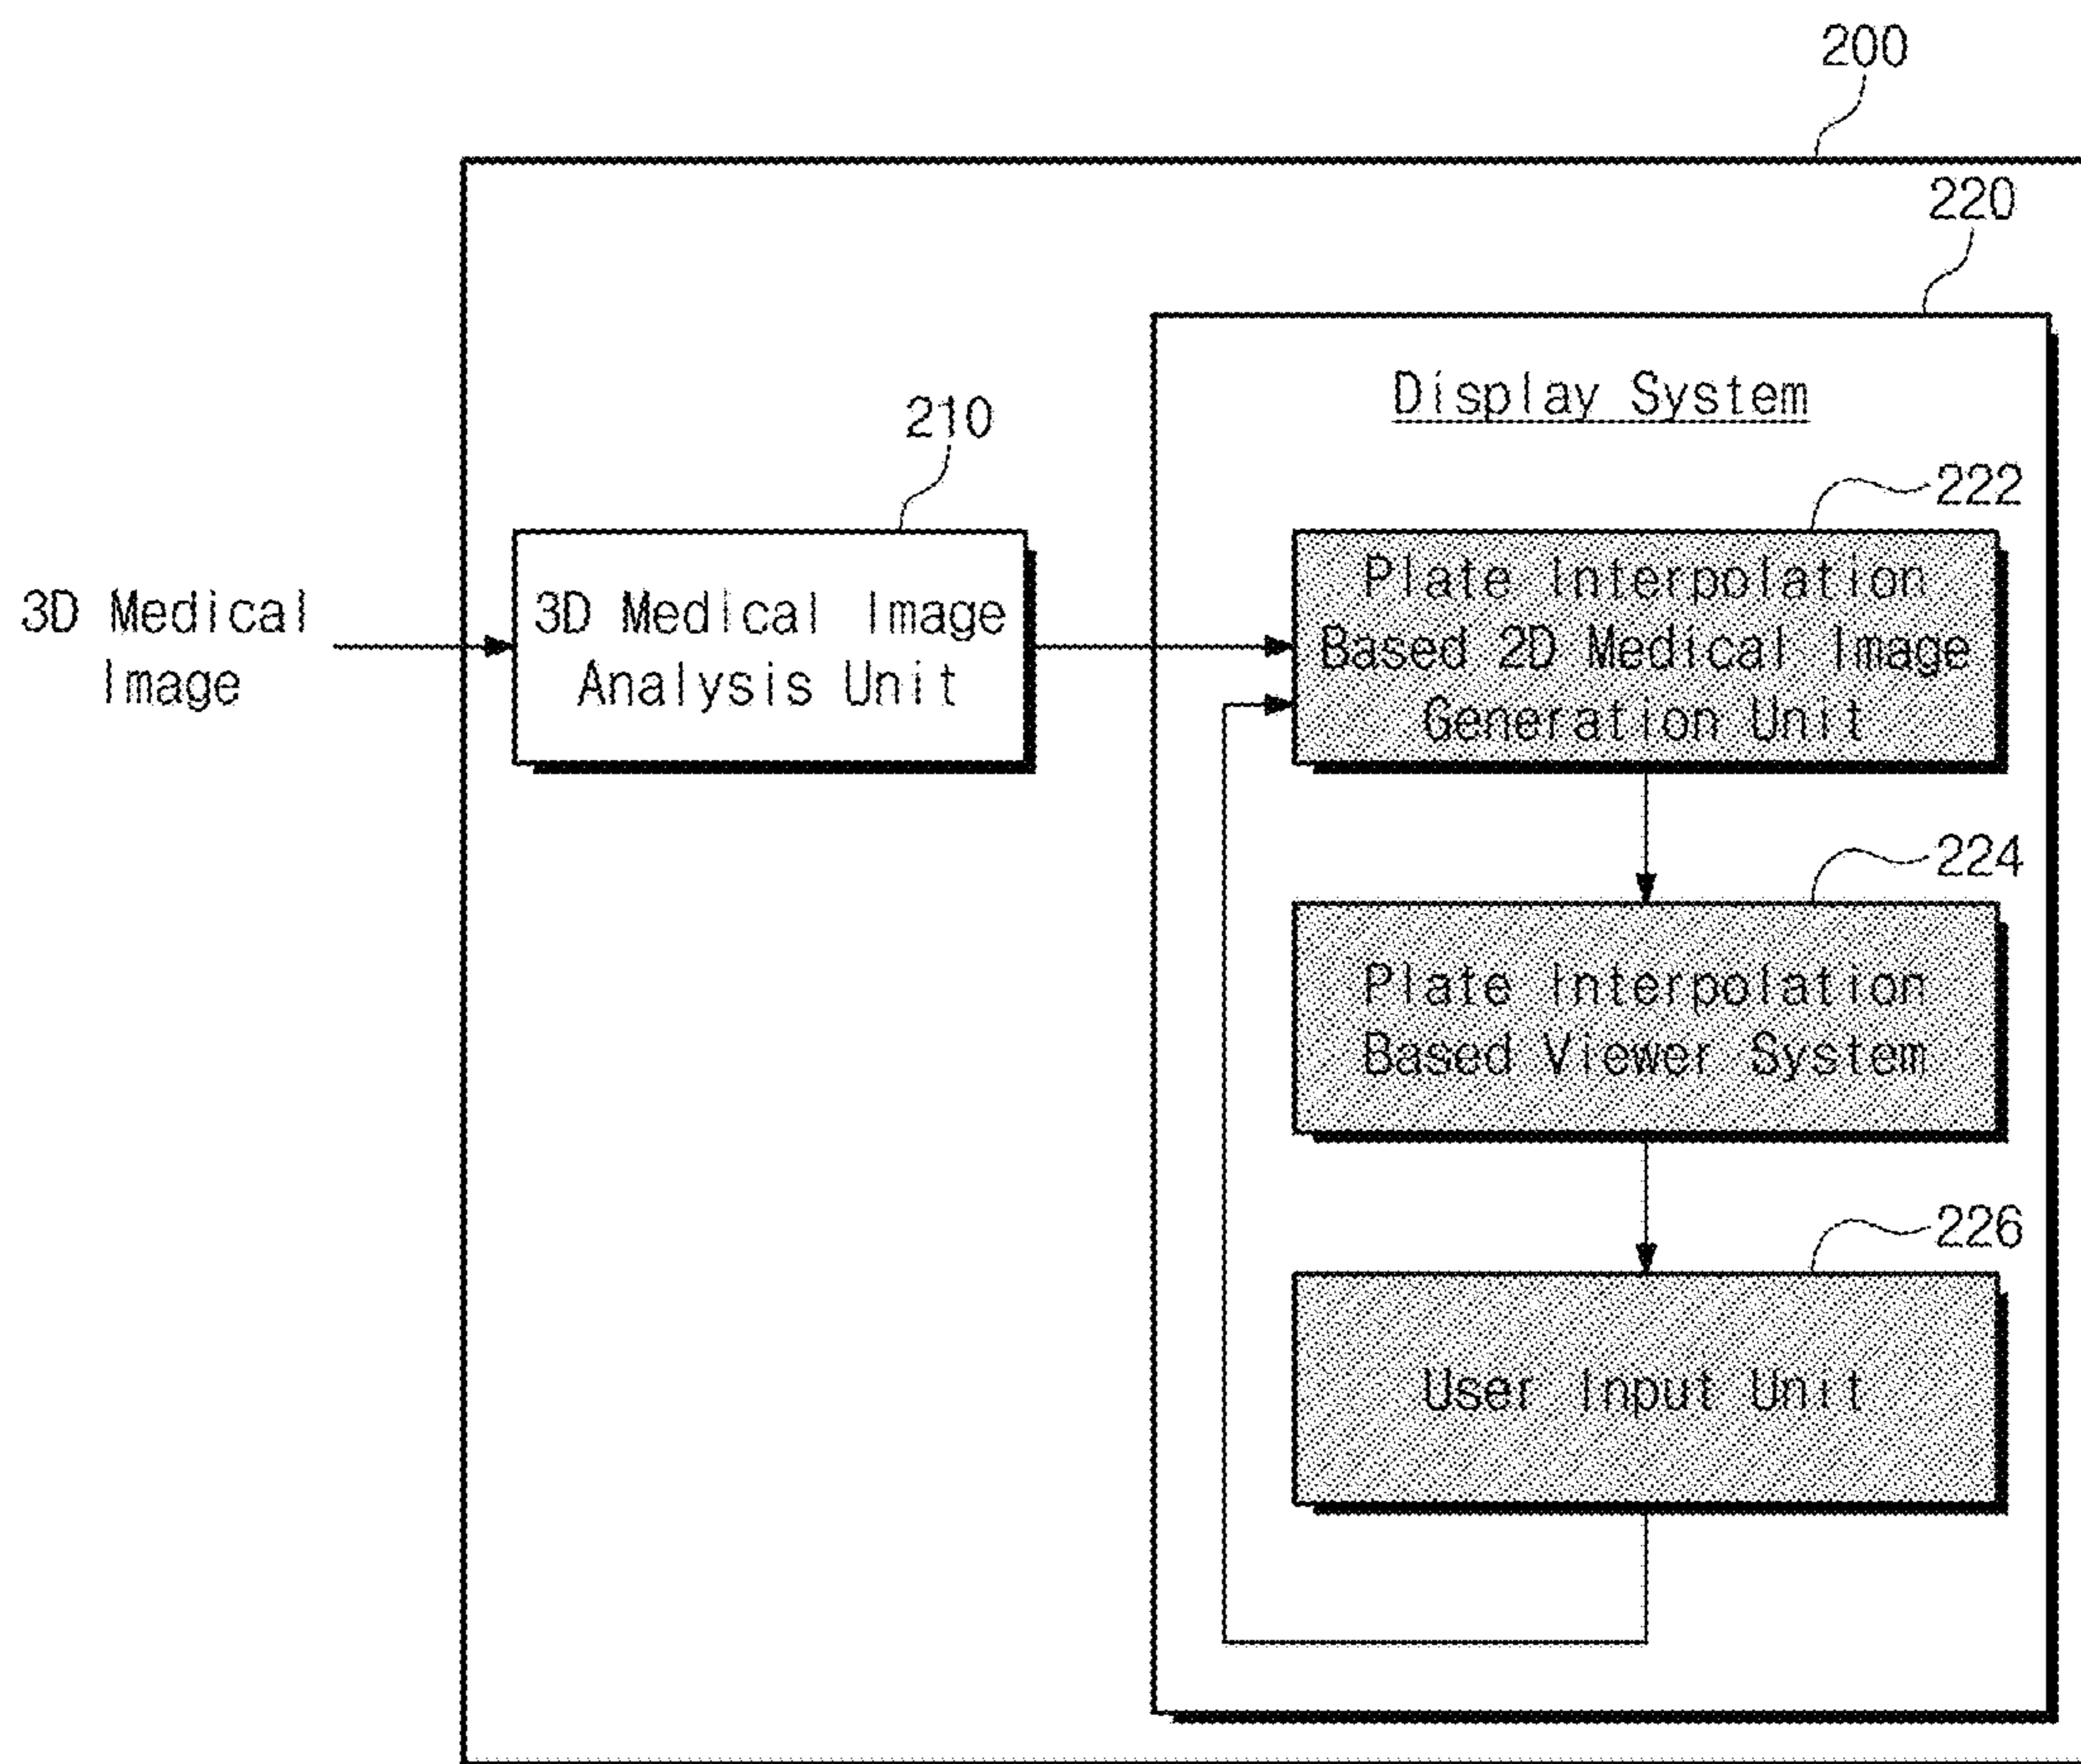 200
220
Display System
210
222
3D Medical
Image
3D Medical Image
Analysis Unit
Plate Interpolation
Based 2D Medical Image
Generation Unit
224
Plate Interpolation
Based Viewer System
226
User Input Unit